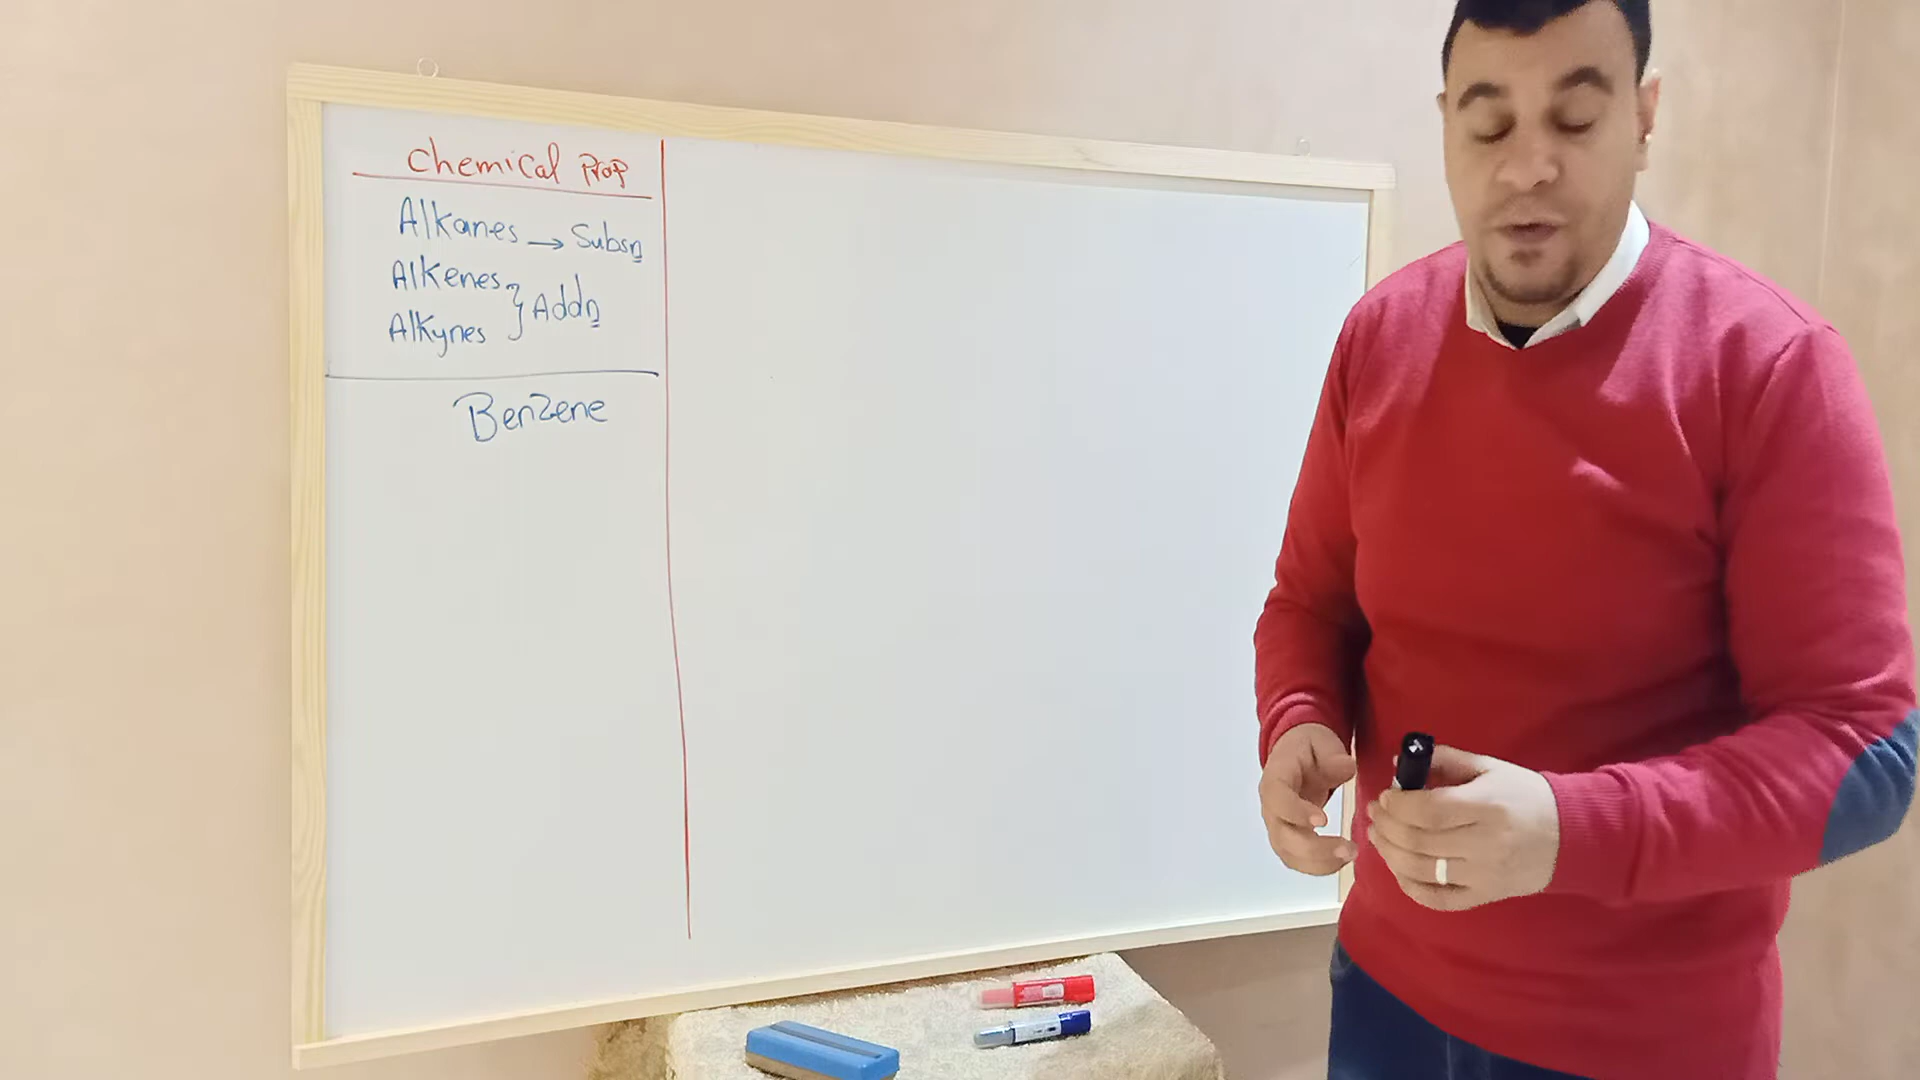 Chemical Prop
Alkanes → Subsn
Alkenes
Alkynes } Addn
Benzene